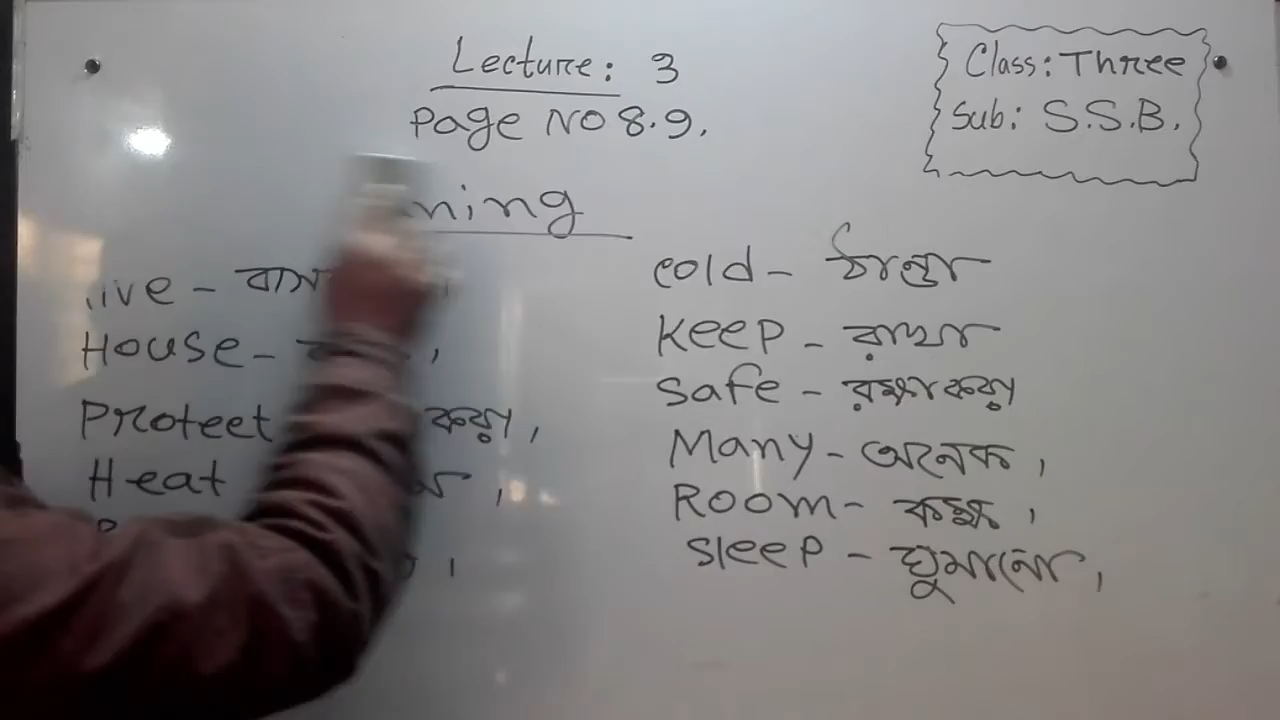 Lecture: 3
Page No 8.9.
Class: Three
Sub: S.S.B.
ning
live -
House -
Protect করা,
Heat
cold - ঠান্ডা
Keep - রাখা
Safe - রক্ষা করা
Many - অনেক,
Room - কক্ষ,
Sleep - ঘুমানো,